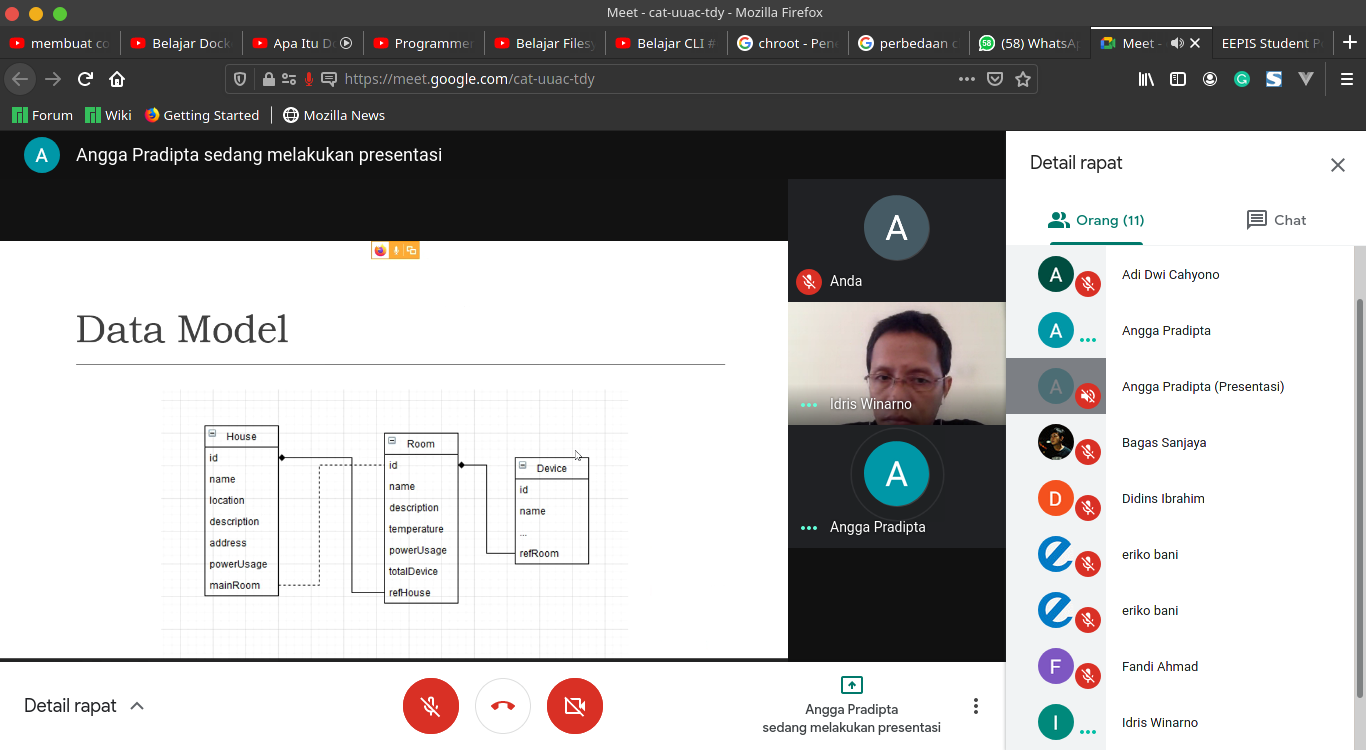 Meet - cat-uuac-tdy - Mozilla Firefox
membuat co
Belajar Dock
Apa Itu D
Programmer
Belajar Filesy
Belajar CLI #
chroot - Pen
perbedaan c
(58) WhatsAp
Meet -
EEPIS Student P
https://meet.google.com/cat-uuac-tdy
Forum
Wiki
Getting Started
Mozilla News
A
Angga Pradipta sedang melakukan presentasi
Data Model
House
id
name
location
description
address
powerUsage
mainRoom
Room
id
name
description
temperature
powerUsage
totalDevice
refHouse
Device
id
name
...
refRoom
A
Anda
Idris Winarno
A
Angga Pradipta
Detail rapat
Orang (11)
Chat
A
Adi Dwi Cahyono
A
Angga Pradipta
A
Angga Pradipta (Presentasi)
Bagas Sanjaya
D
Didins Ibrahim
eriko bani
eriko bani
F
Fandi Ahmad
I
Idris Winarno
Detail rapat
Angga Pradipta
sedang melakukan presentasi